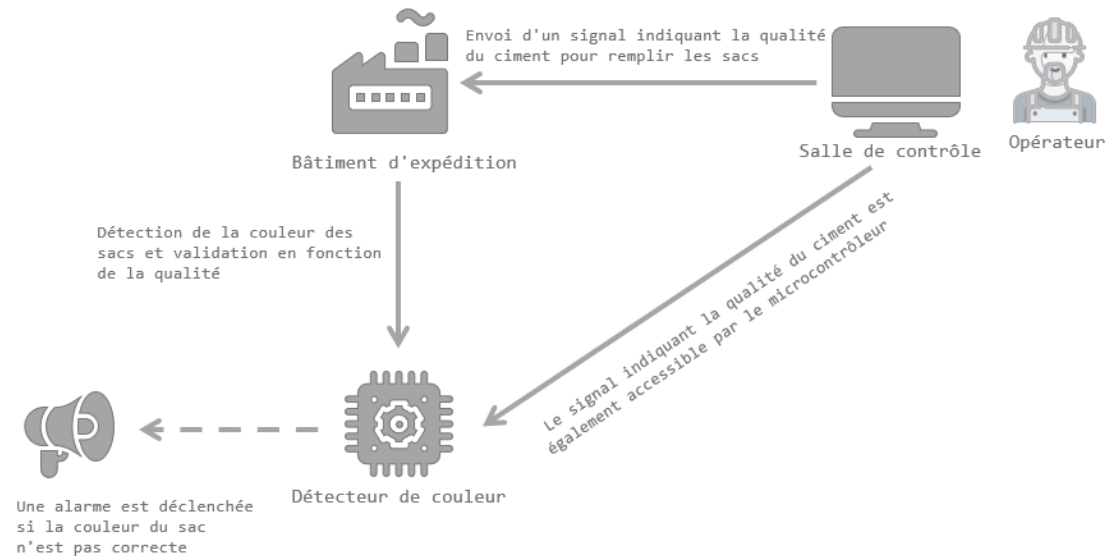 Envoi d'un signal indiquant la qualité
du ciment pour remplir les sacs
Bâtiment d'expédition
Salle de contrôle
Opérateur
Détection de la couleur des
sacs et validation en fonction
de la qualité
Le signal indiquant la qualité du ciment est
également accessible par le microcontrôleur
Détecteur de couleur
Une alarme est déclenchée
si la couleur du sac
n'est pas correcte